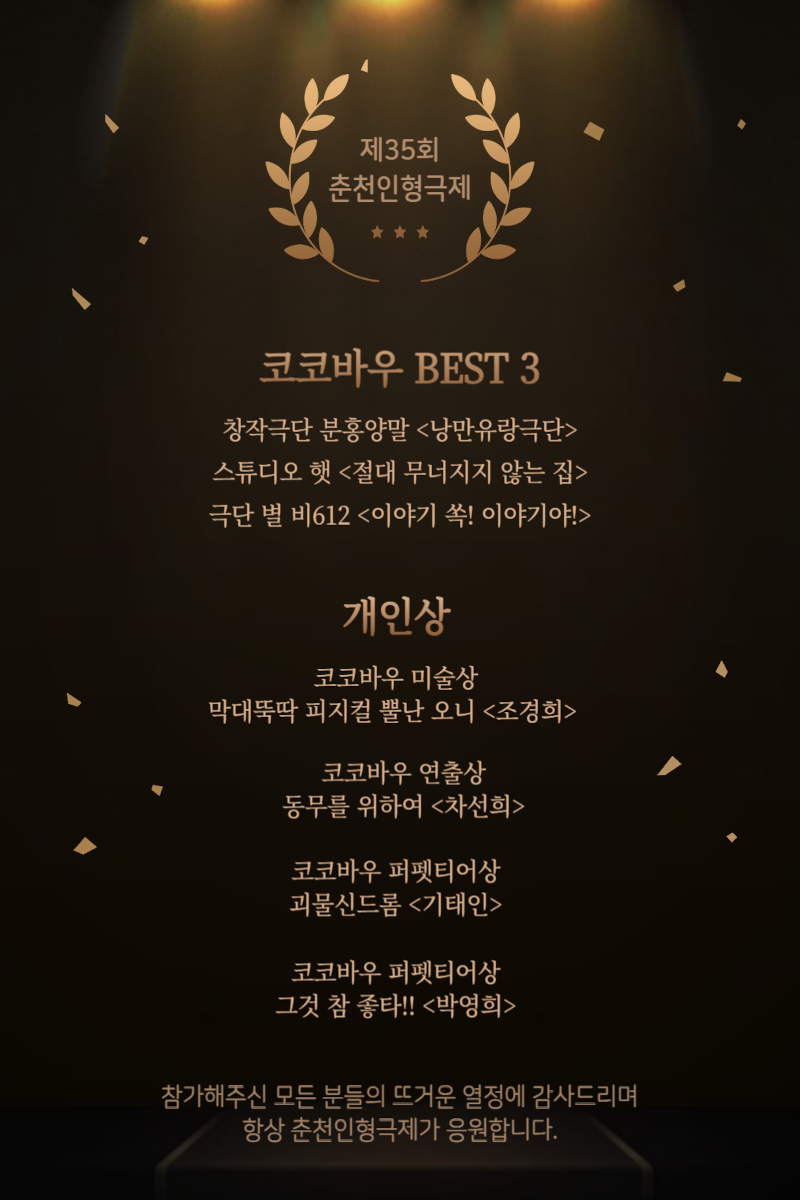 제35회
춘천인형극제
코코바우 BEST 3
창작극단 분홍양말 <낭만유랑극단>
스튜디오 햇 <절대 무너지지 않는 집>
극단 별 비612 <이야기 쏙! 이야기야!>
개인상
코코바우 미술상
막대뚝딱 피지컬 뿔난 오니 <조경희>
코코바우 연출상
동무를 위하여 <차선희>
코코바우 퍼펫티어상
괴물신드롬 <기태인>
코코바우 퍼펫티어상
그것 참 좋타!! <박영희>
참가해주신 모든 분들의 뜨거운 열정에 감사드리며
항상 춘천인형극제가 응원합니다.